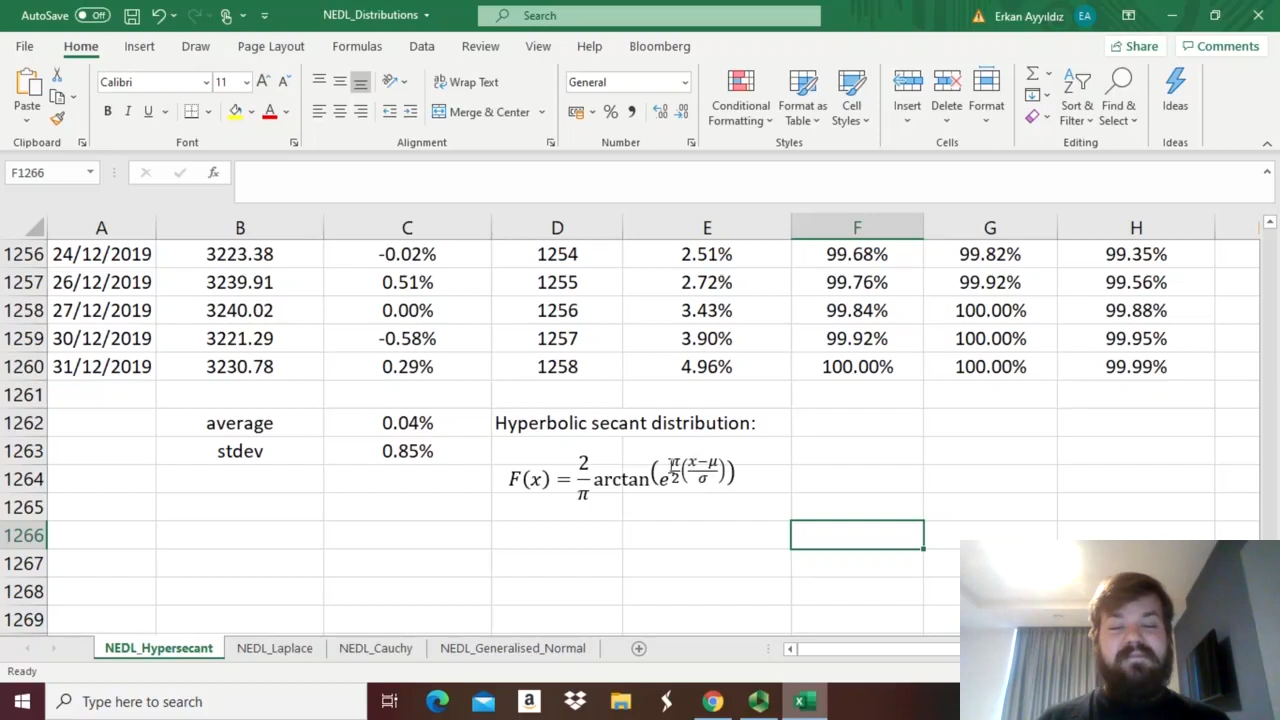 AutoSave Off NEDL_Distributions Search Erkan Ayyıldız EA
File Home Insert Draw Page Layout Formulas Data Review View Help Bloomberg Share Comments
Paste Calibri 11 A A Wrap Text General Conditional Formatting Format as Table Cell Styles Insert Delete Format Sort & Filter Find & Select Ideas
B I U A Merge & Center % ,
Clipboard Font Alignment Number Styles Cells Editing Ideas
F1266 fx
A B C D E F G H
1256 24/12/2019 3223.38 -0.02% 1254 2.51% 99.68% 99.82% 99.35%
1257 26/12/2019 3239.91 0.51% 1255 2.72% 99.76% 99.92% 99.56%
1258 27/12/2019 3240.02 0.00% 1256 3.43% 99.84% 100.00% 99.88%
1259 30/12/2019 3221.29 -0.58% 1257 3.90% 99.92% 100.00% 99.95%
1260 31/12/2019 3230.78 0.29% 1258 4.96% 100.00% 100.00% 99.99%
1261
1262 average 0.04% Hyperbolic secant distribution:
1263 stdev 0.85%
1264 F(x) = 2/π arctan(e^(π/2((x−μ)/σ)))
1265
1266
1267
1268
1269
NEDL_Hypersecant NEDL_Laplace NEDL_Cauchy NEDL_Generalised_Normal
Ready
Type here to search